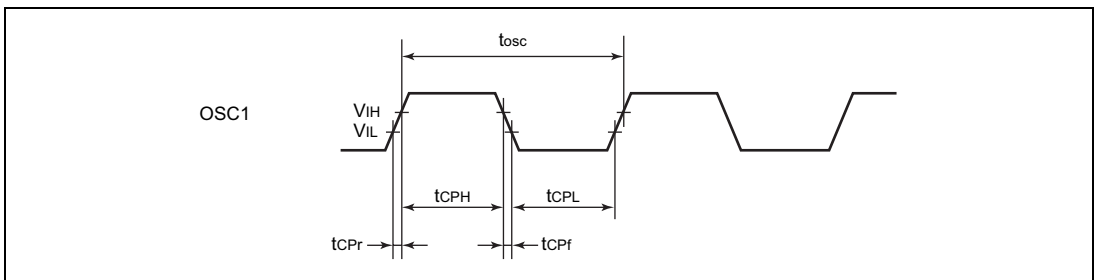 tosc
OSC1
VIH
VIL
tCPH
tCPL
tCPr
tCPf